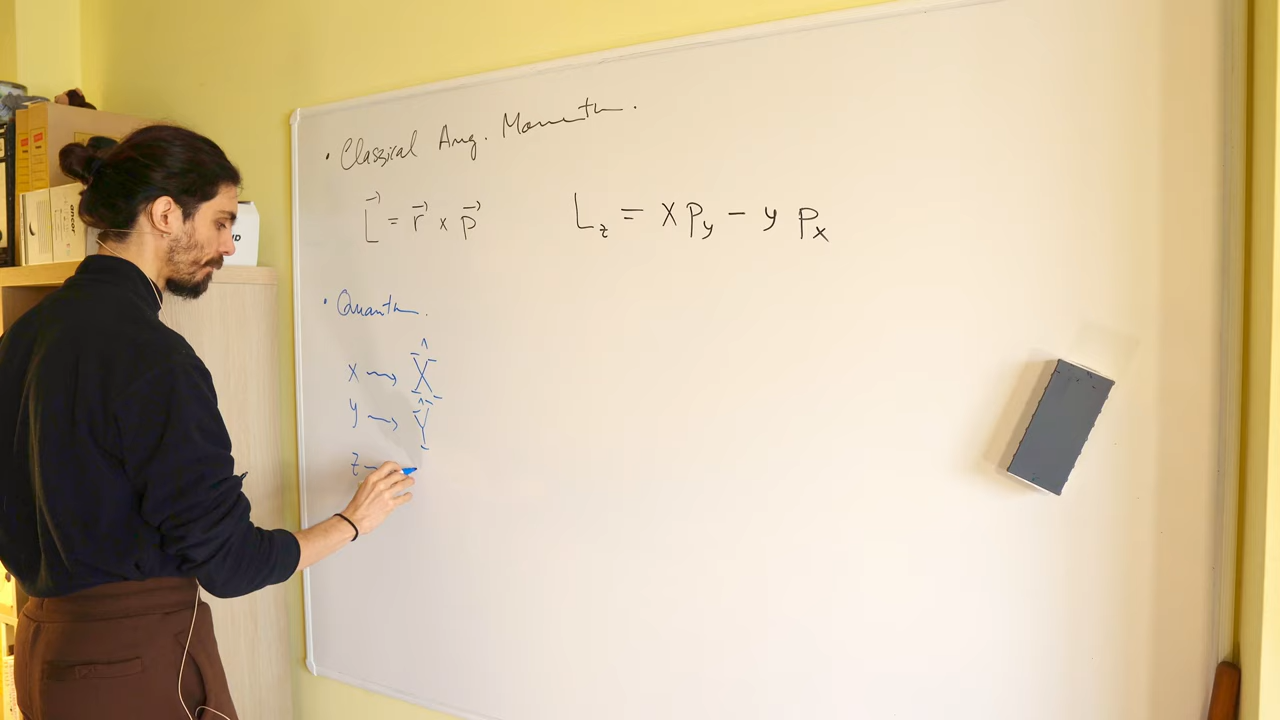 • Classical Ang. Momentum.
L⃗ = r⃗ × p⃗
L_z = x p_y − y p_x
• Quantum.
x ⇝ X̂
y ⇝ Ŷ
z